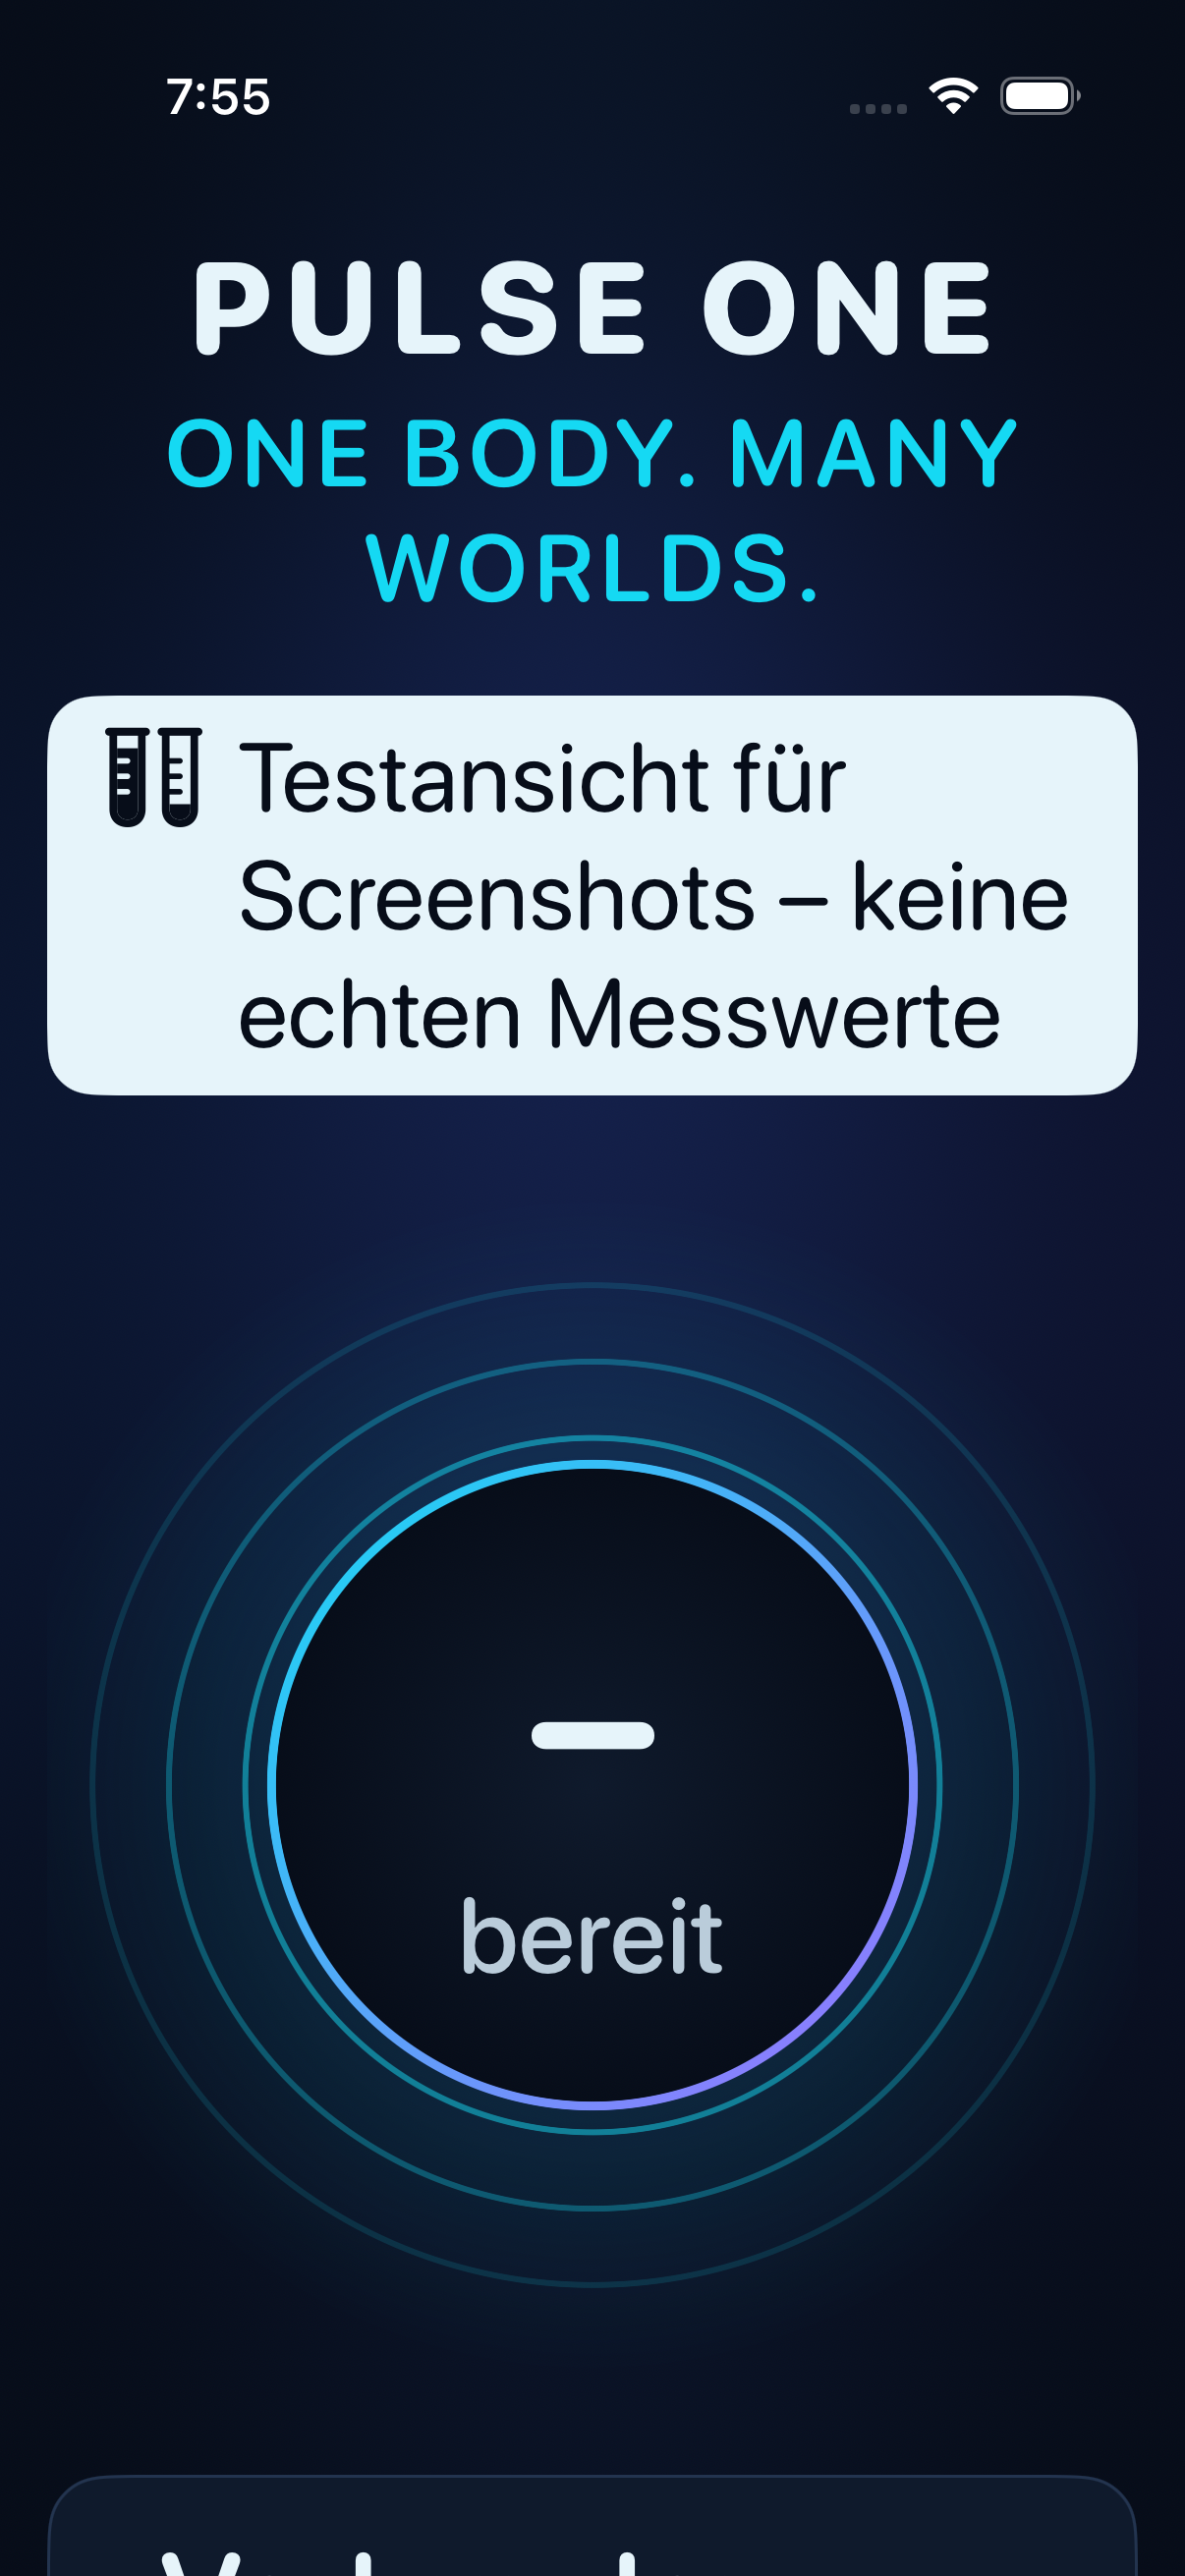 7:55
PULSE ONE
ONE BODY. MANY
WORLDS.
Testansicht für
Screenshots – keine
echten Messwerte
–
bereit